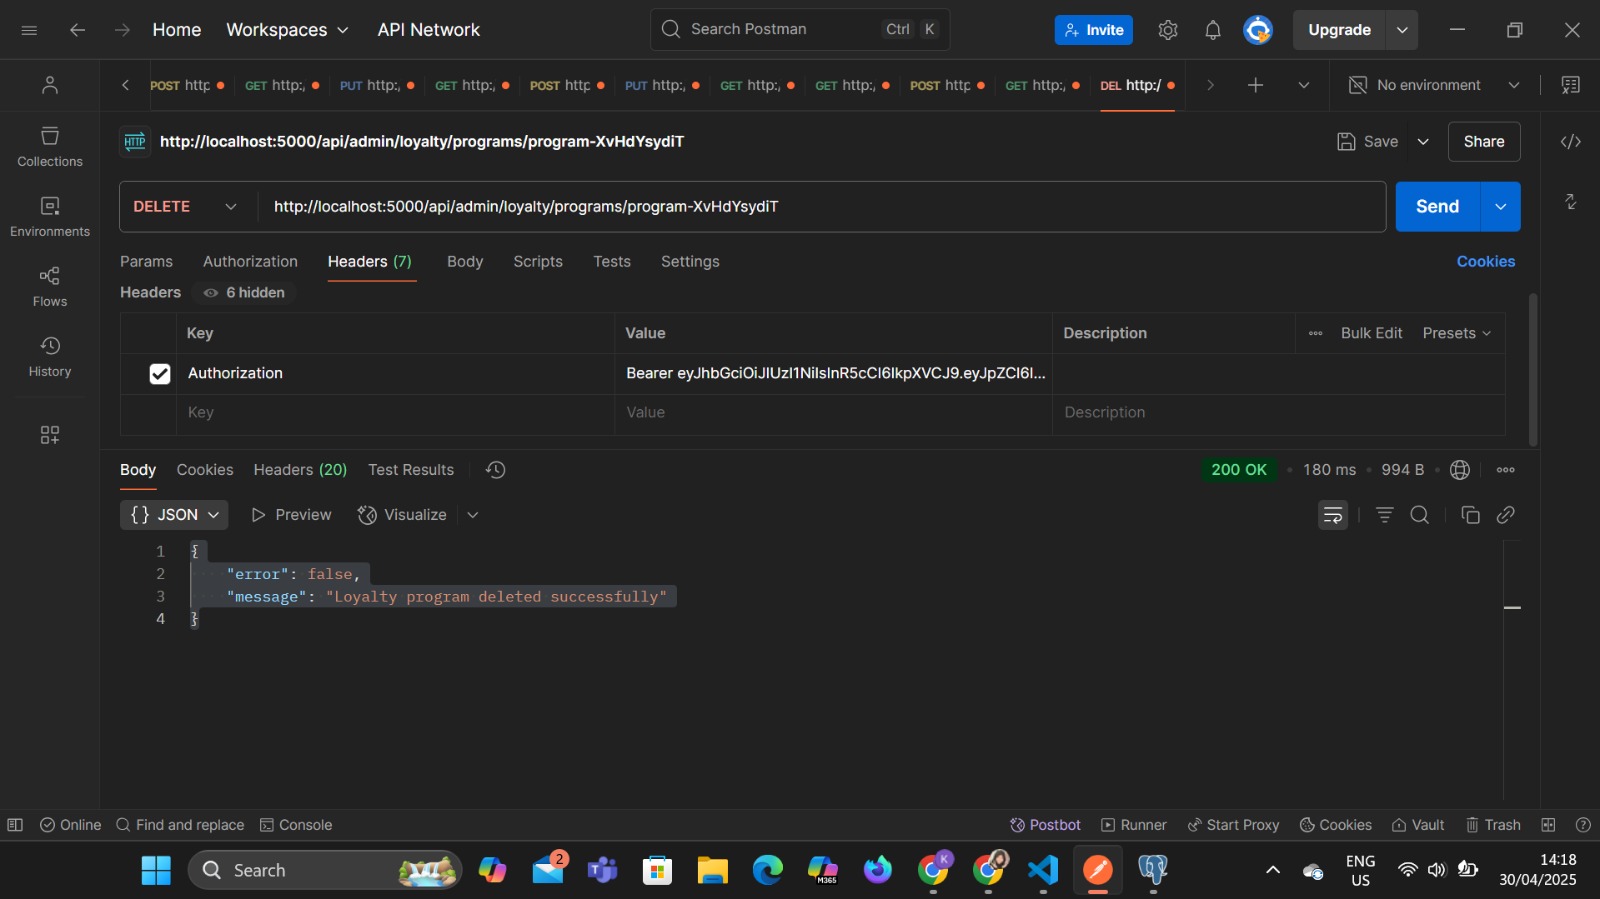 Home Workspaces API Network Search Postman Ctrl K Invite Upgrade
POST http GET http:/ PUT http:/ GET http:/ POST http PUT http:/ GET http:/ GET http:/ POST http GET http:/ DEL http:/ No environment
HTTP http://localhost:5000/api/admin/loyalty/programs/program-XvHdYsydiT Save Share
Collections
DELETE http://localhost:5000/api/admin/loyalty/programs/program-XvHdYsydiT Send
Environments
Params Authorization Headers (7) Body Scripts Tests Settings Cookies
Headers 6 hidden
Flows
Key Value Description Bulk Edit Presets
History
Authorization Bearer eyJhbGciOiJIUzI1NiIsInR5cCI6IkpXVCJ9.eyJpZCI6I...
Key Value Description
Body Cookies Headers (20) Test Results 200 OK 180 ms 994 B
{} JSON Preview Visualize
1 {
2 "error": false,
3 "message": "Loyalty program deleted successfully"
4 }
Online Find and replace Console Postbot Runner Start Proxy Cookies Vault Trash
Search 2 M365 K ENG US 14:18
30/04/2025